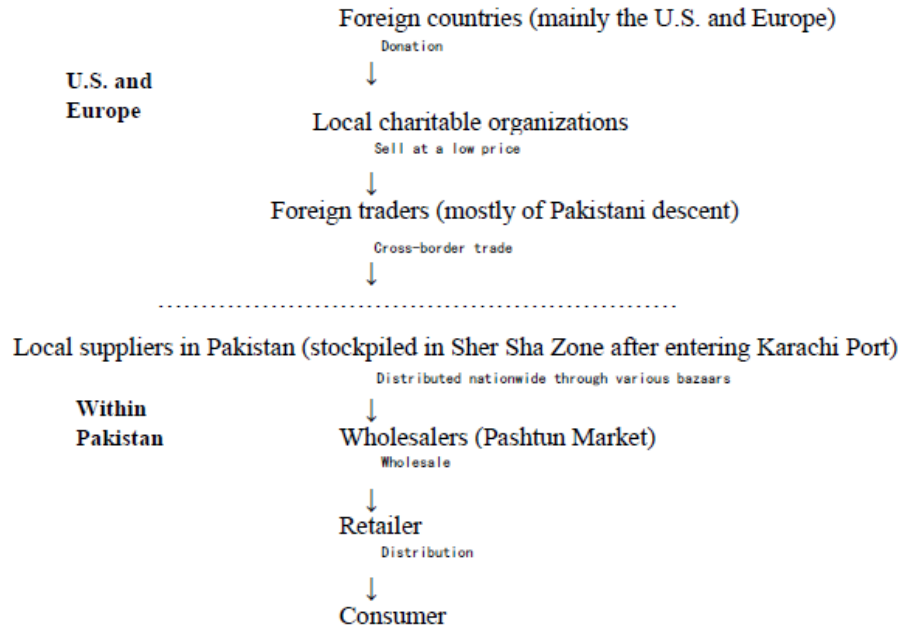 Foreign countries (mainly the U.S. and Europe)
Donation
↓
U.S. and
Europe
Local charitable organizations
Sell at a low price
↓
Foreign traders (mostly of Pakistani descent)
Cross-border trade
↓
Local suppliers in Pakistan (stockpiled in Sher Sha Zone after entering Karachi Port)
Distributed nationwide through various bazaars
↓
Within
Pakistan
Wholesalers (Pashtun Market)
Wholesale
↓
Retailer
Distribution
↓
Consumer